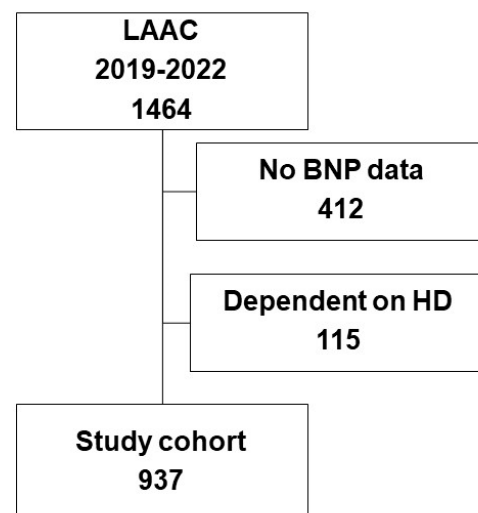 LAAC
2019-2022
1464
No BNP data
412
Dependent on HD
115
Study cohort
937